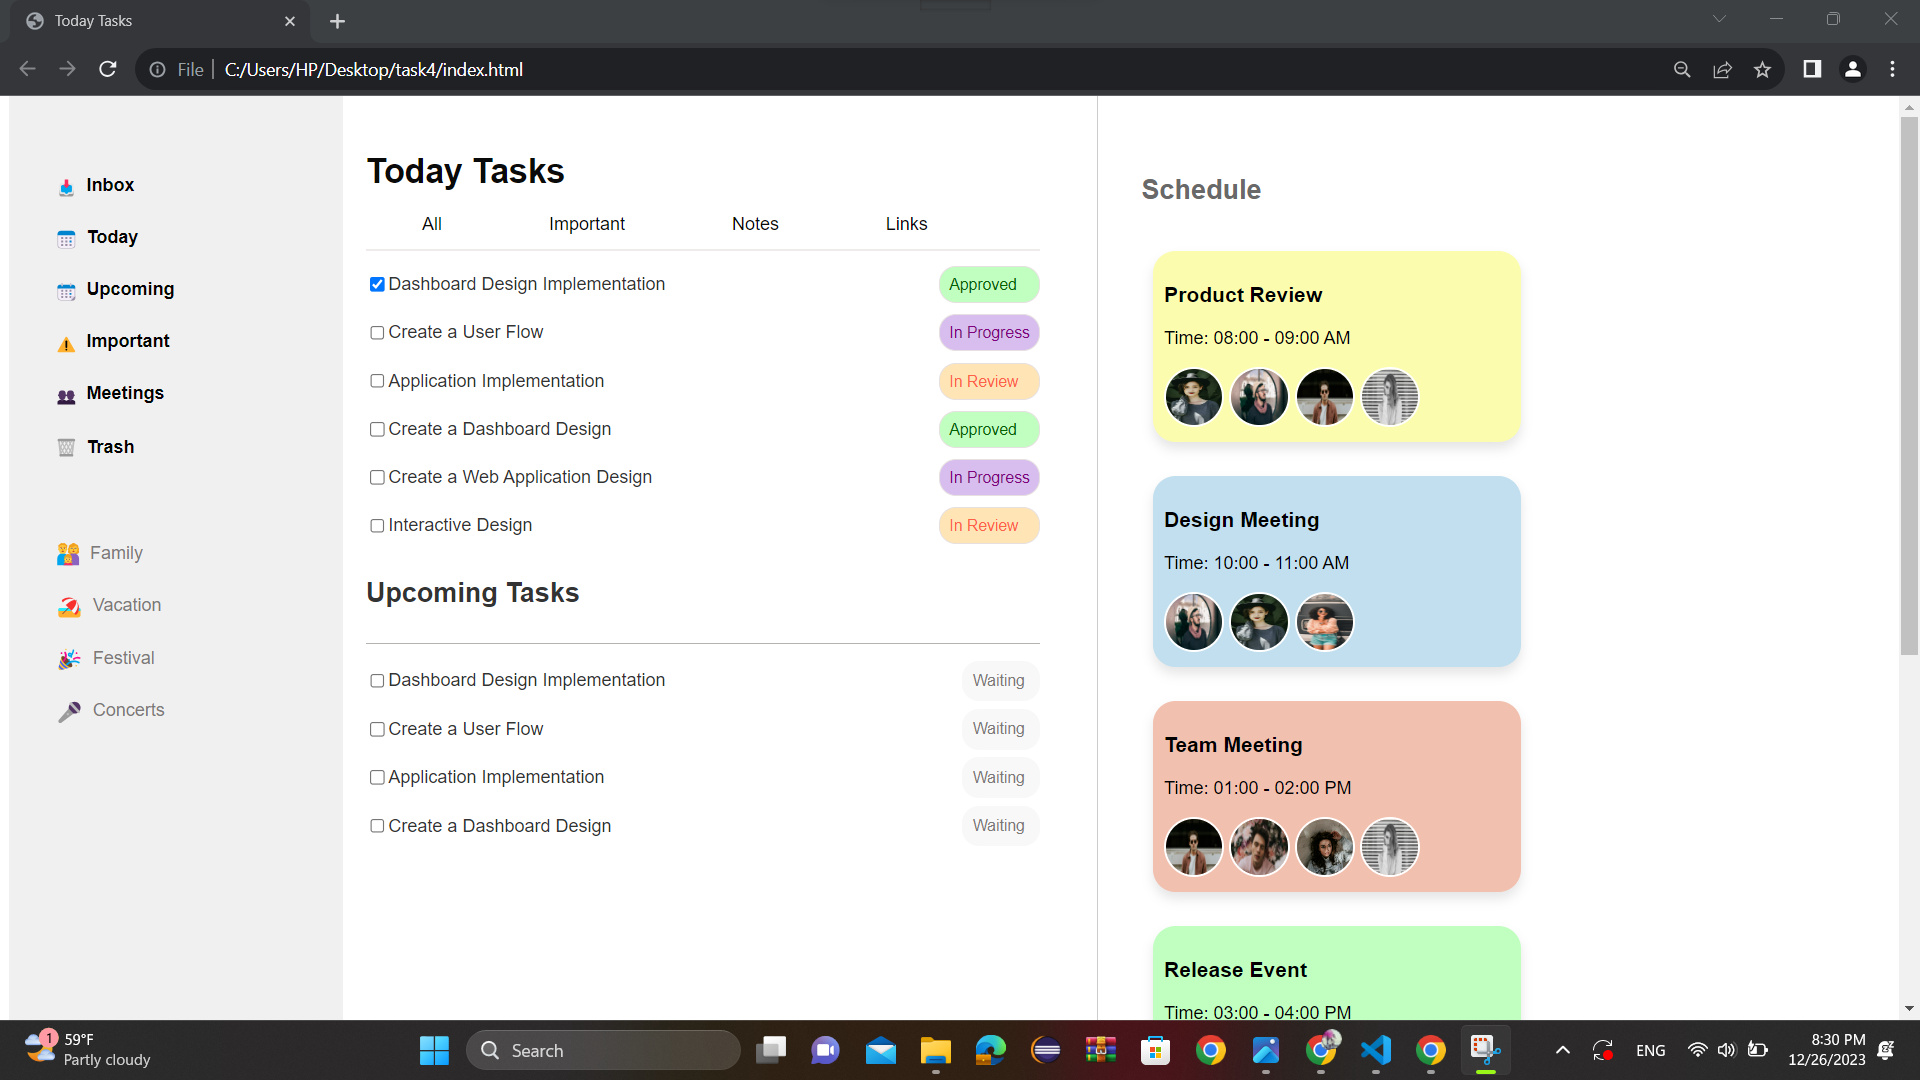 Today Tasks
File
C:/Users/HP/Desktop/task4/index.html
Inbox
Today
Upcoming
Important
Meetings
Trash
Family
Vacation
Festival
Concerts
Today Tasks
All Important Notes Links
Dashboard Design Implementation Approved
Create a User Flow In Progress
Application Implementation In Review
Create a Dashboard Design Approved
Create a Web Application Design In Progress
Interactive Design In Review
Upcoming Tasks
Dashboard Design Implementation Waiting
Create a User Flow Waiting
Application Implementation Waiting
Create a Dashboard Design Waiting
Schedule
Product Review
Time: 08:00 - 09:00 AM
Design Meeting
Time: 10:00 - 11:00 AM
Team Meeting
Time: 01:00 - 02:00 PM
Release Event
Time: 03:00 - 04:00 PM
1
59°F
Partly cloudy
Search
ENG
8:30 PM
12/26/2023